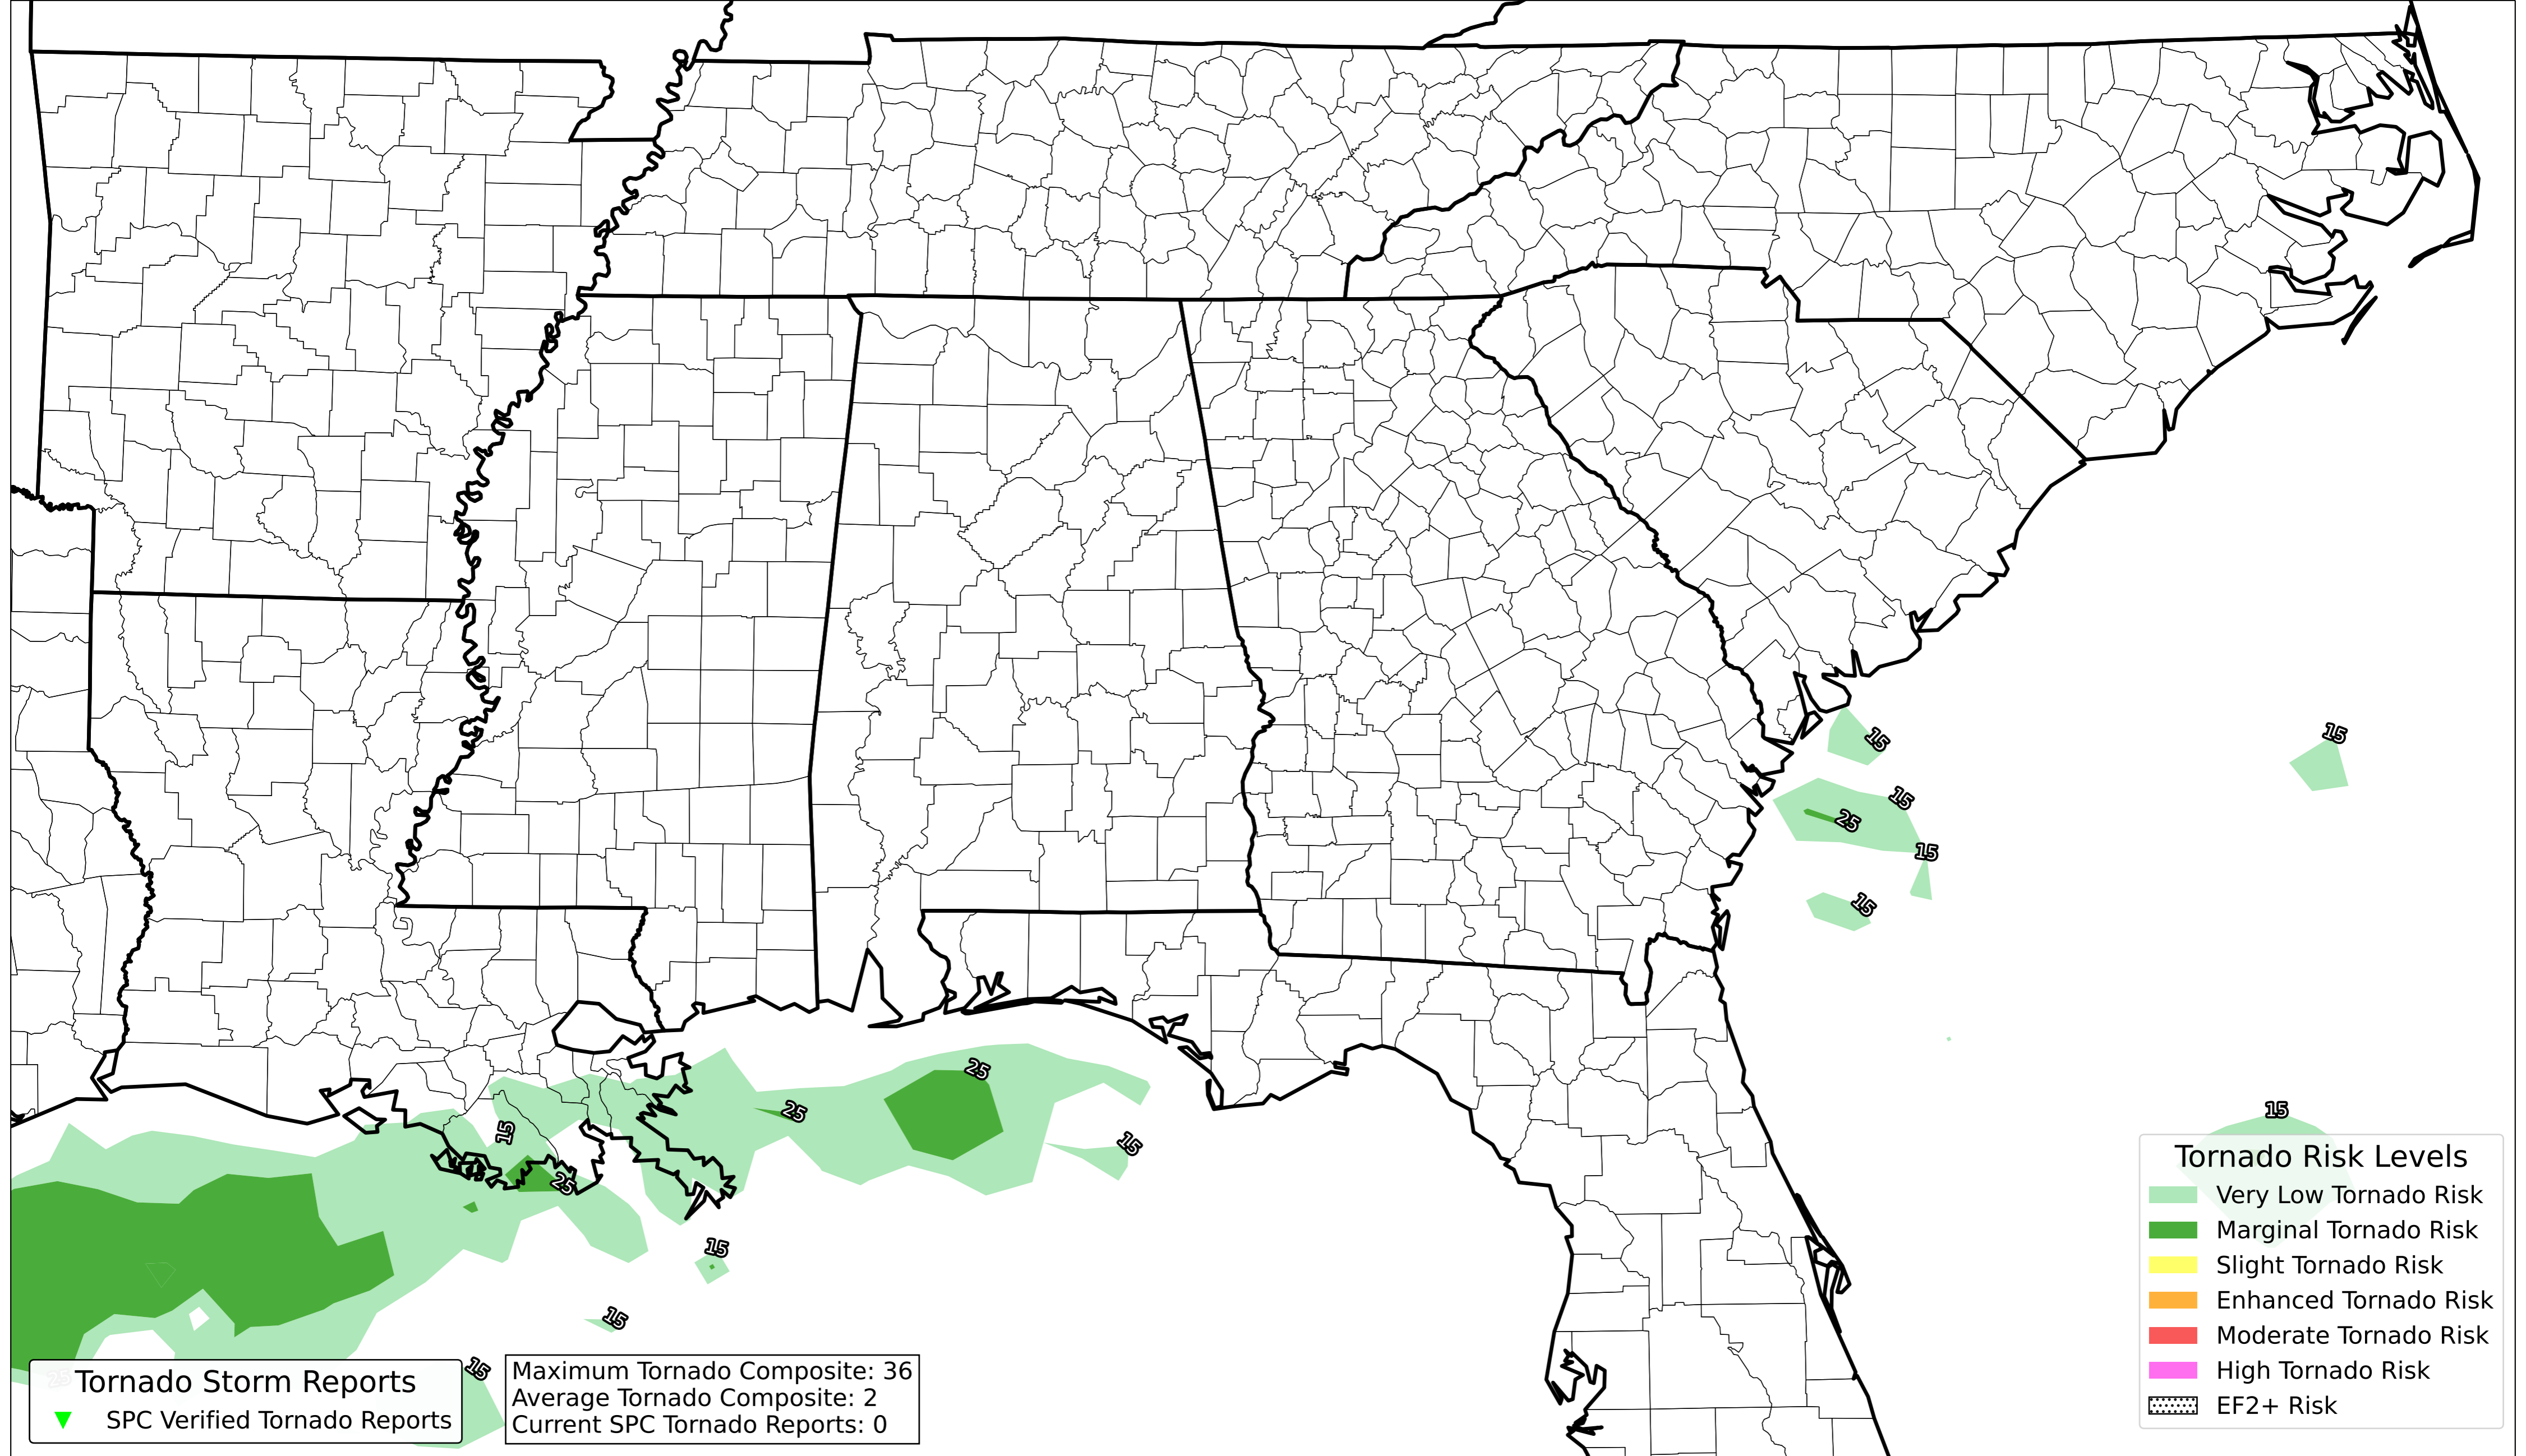 15
15
15
25
15
15
25
15
25
15
15
25
15
15
15
25
Tornado Storm Reports
SPC Verified Tornado Reports
Maximum Tornado Composite: 36
Average Tornado Composite: 2
Current SPC Tornado Reports: 0
Tornado Risk Levels
Very Low Tornado Risk
Marginal Tornado Risk
Slight Tornado Risk
Enhanced Tornado Risk
Moderate Tornado Risk
High Tornado Risk
EF2+ Risk